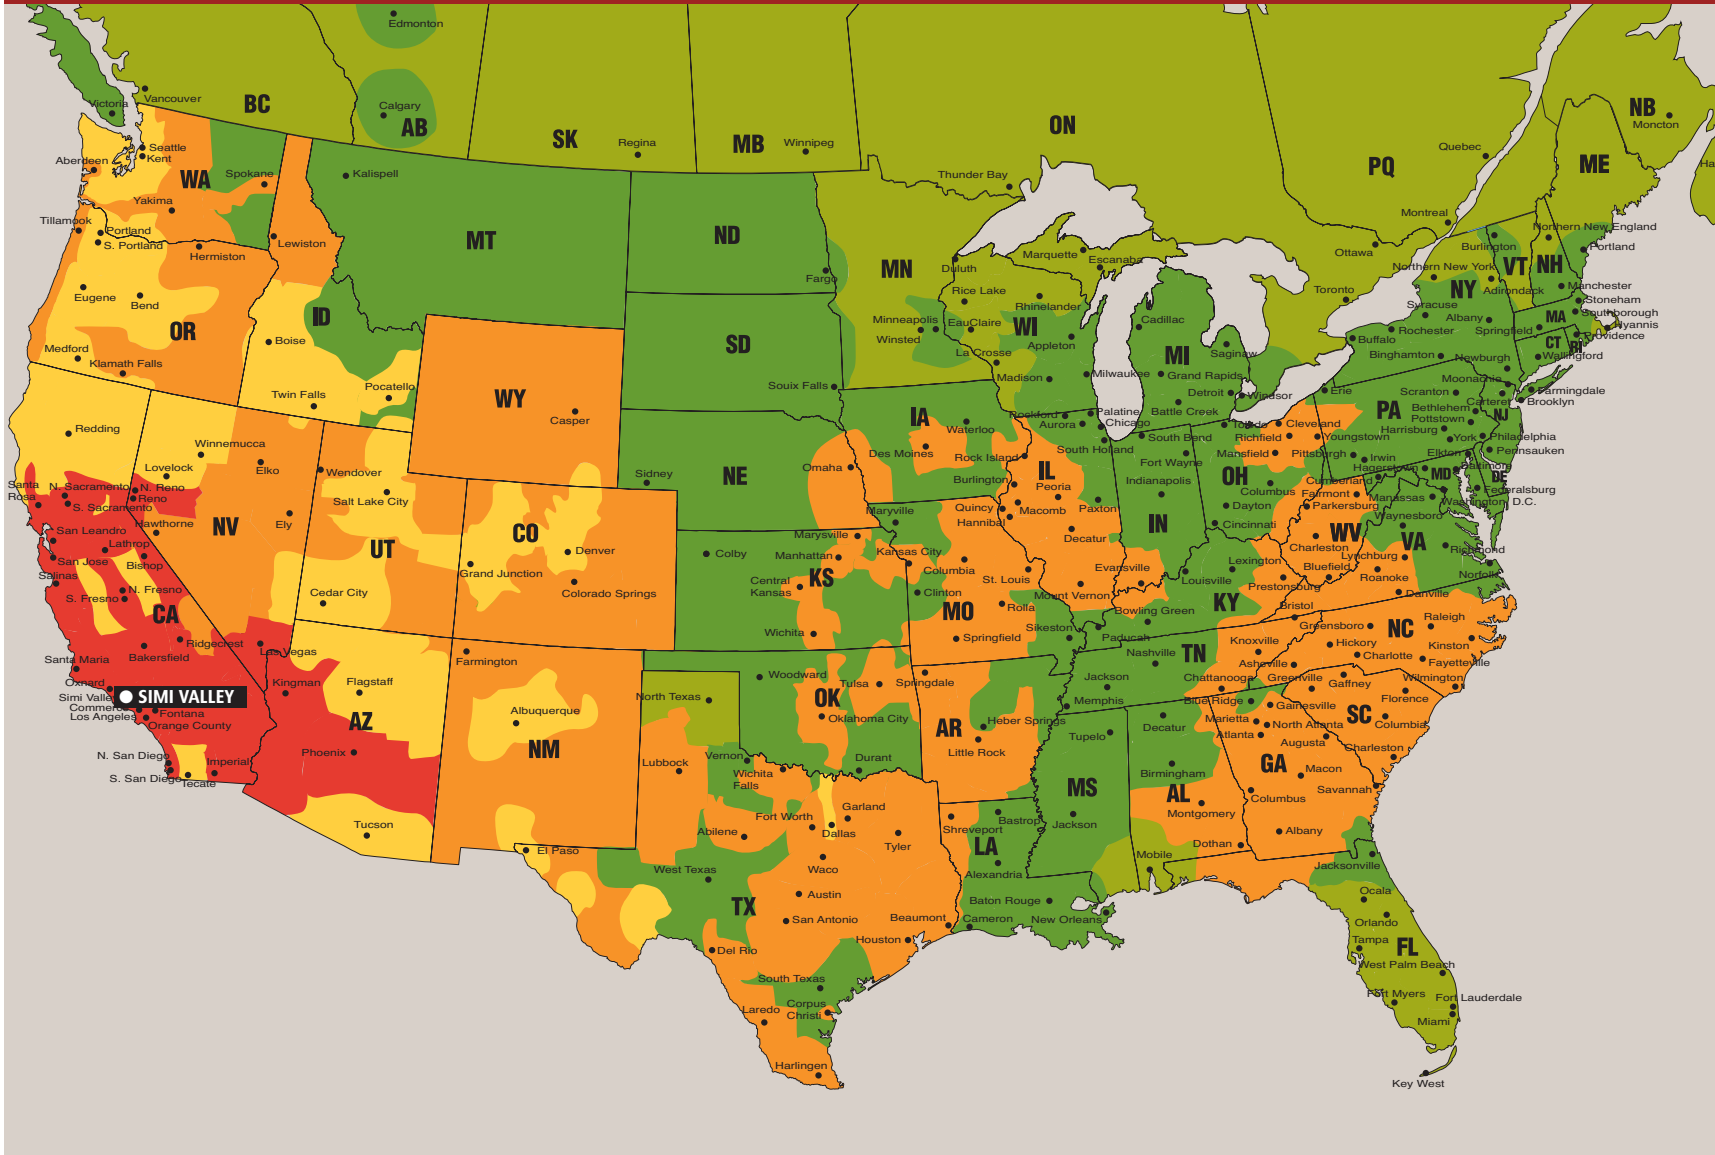 Edmonton
Vancouver
Victoria
BC
Calgary
AB
SK
Regina
MB
Winnipeg
ON
PQ
Quebec
NB
Moncton
ME
Ha
Thunder Bay
Montreal
Ottawa
Toronto
Seattle
Kent
Aberdeen
WA
Spokane
Yakima
Kalispell
Tillamook
Portland
S. Portland
Hermiston
Lewiston
MT
ND
Fargo
MN
Duluth
Marquette
Escanaba
Rice Lake
Rhinelander
Minneapolis
Winsted
EauClaire
WI
Appleton
La Crosse
Madison
Milwaukee
Cadillac
MI
Saginaw
Grand Rapids
Detroit
Windsor
Battle Creek
Northern New England
Burlington
VT
NH
Portland
Northern New York
NY
Adirondack
Manchester
Stoneham
Southborough
Hyannis
Syracuse
Albany
MA
Springfield
Providence
Rochester
Buffalo
CT
RI
Wallingford
Binghamton
Newburgh
Eugene
Bend
OR
Medford
Klamath Falls
ID
Boise
Twin Falls
Pocatello
WY
Casper
SD
Souix Falls
Moonachie
Farmingdale
Brooklyn
Erie
Scranton
Carteret
PA
Bethlehem
Pottstown
NJ
Harrisburg
York
Philadelphia
Pennsauken
Redding
Winnemucca
Elko
Lovelock
Wendover
Salt Lake City
Sidney
NE
Omaha
IA
Waterloo
Des Moines
Rockford
Aurora
Palatine
Chicago
South Holland
Rock Island
IL
Burlington
Peoria
South Bend
Toledo
Cleveland
Richfield
Youngstown
Fort Wayne
Mansfield
Pittsburgh
Irwin
Elkton
Hagerstown
MD
Baltimore
DE
Cumberland
Federalsburg
Washington
D.C.
Santa
Rosa
N. Sacramento
S. Sacramento
N. Reno
Reno
San Leandro
Hawthorne
Lathrop
San Jose
Bishop
Salinas
N. Fresno
S. Fresno
CA
NV
Ely
UT
Cedar City
CO
Denver
Grand Junction
Colorado Springs
Colby
Marysville
Manhattan
Central
Kansas
KS
Wichita
Maryville
Quincy
Hannibal
Macomb
Paxton
Decatur
Kansas City
Columbia
St. Louis
Clinton
MO
Rolla
Springfield
Sikeston
Indianapolis
IN
OH
Columbus
Dayton
Cincinnati
Evansville
Mount Vernon
Louisville
Lexington
Fairmont
Parkersburg
Manassas
WV
Charleston
Waynesboro
VA
Lynchburg
Richmond
Bluefield
Roanoke
Norfolk
Prestonsburg
Danville
KY
Bowling Green
Paducah
Bristol
Greensboro
Raleigh
NC
Hickory
Kinston
Charlotte
Fayetteville
Ridgecrest
Bakersfield
Las Vegas
Santa Maria
Oxnard
Simi Valley
SIMI VALLEY
Commerce
Los Angeles
Fontana
Orange County
N. San Diego
S. San Diego
Imperial
Tecate
Kingman
Flagstaff
AZ
Phoenix
Tucson
Farmington
Albuquerque
NM
El Paso
North Texas
Woodward
OK
Tulsa
Oklahoma City
Durant
Springdale
AR
Heber Springs
Little Rock
Nashville
TN
Knoxville
Asheville
Jackson
Memphis
Chattanooga
Greenville
Gaffney
Wilmington
Florence
SC
Columbia
Blue Ridge
Gainesville
Marietta
North Atlanta
Atlanta
Augusta
Charleston
Tupelo
Decatur
Birmingham
AL
Montgomery
GA
Macon
Columbus
Savannah
Albany
Dothan
Mobile
MS
Jackson
Lubbock
Vernon
Wichita
Falls
Abilene
Fort Worth
Dallas
Garland
Tyler
Waco
West Texas
TX
Austin
San Antonio
Del Rio
Houston
Beaumont
South Texas
Corpus
Christi
Laredo
Harlingen
Shreveport
Bastrop
LA
Alexandria
Baton Rouge
Cameron
New Orleans
Jacksonville
Ocala
Orlando
Tampa
FL
West Palm Beach
Fort Myers
Fort Lauderdale
Miami
Key West